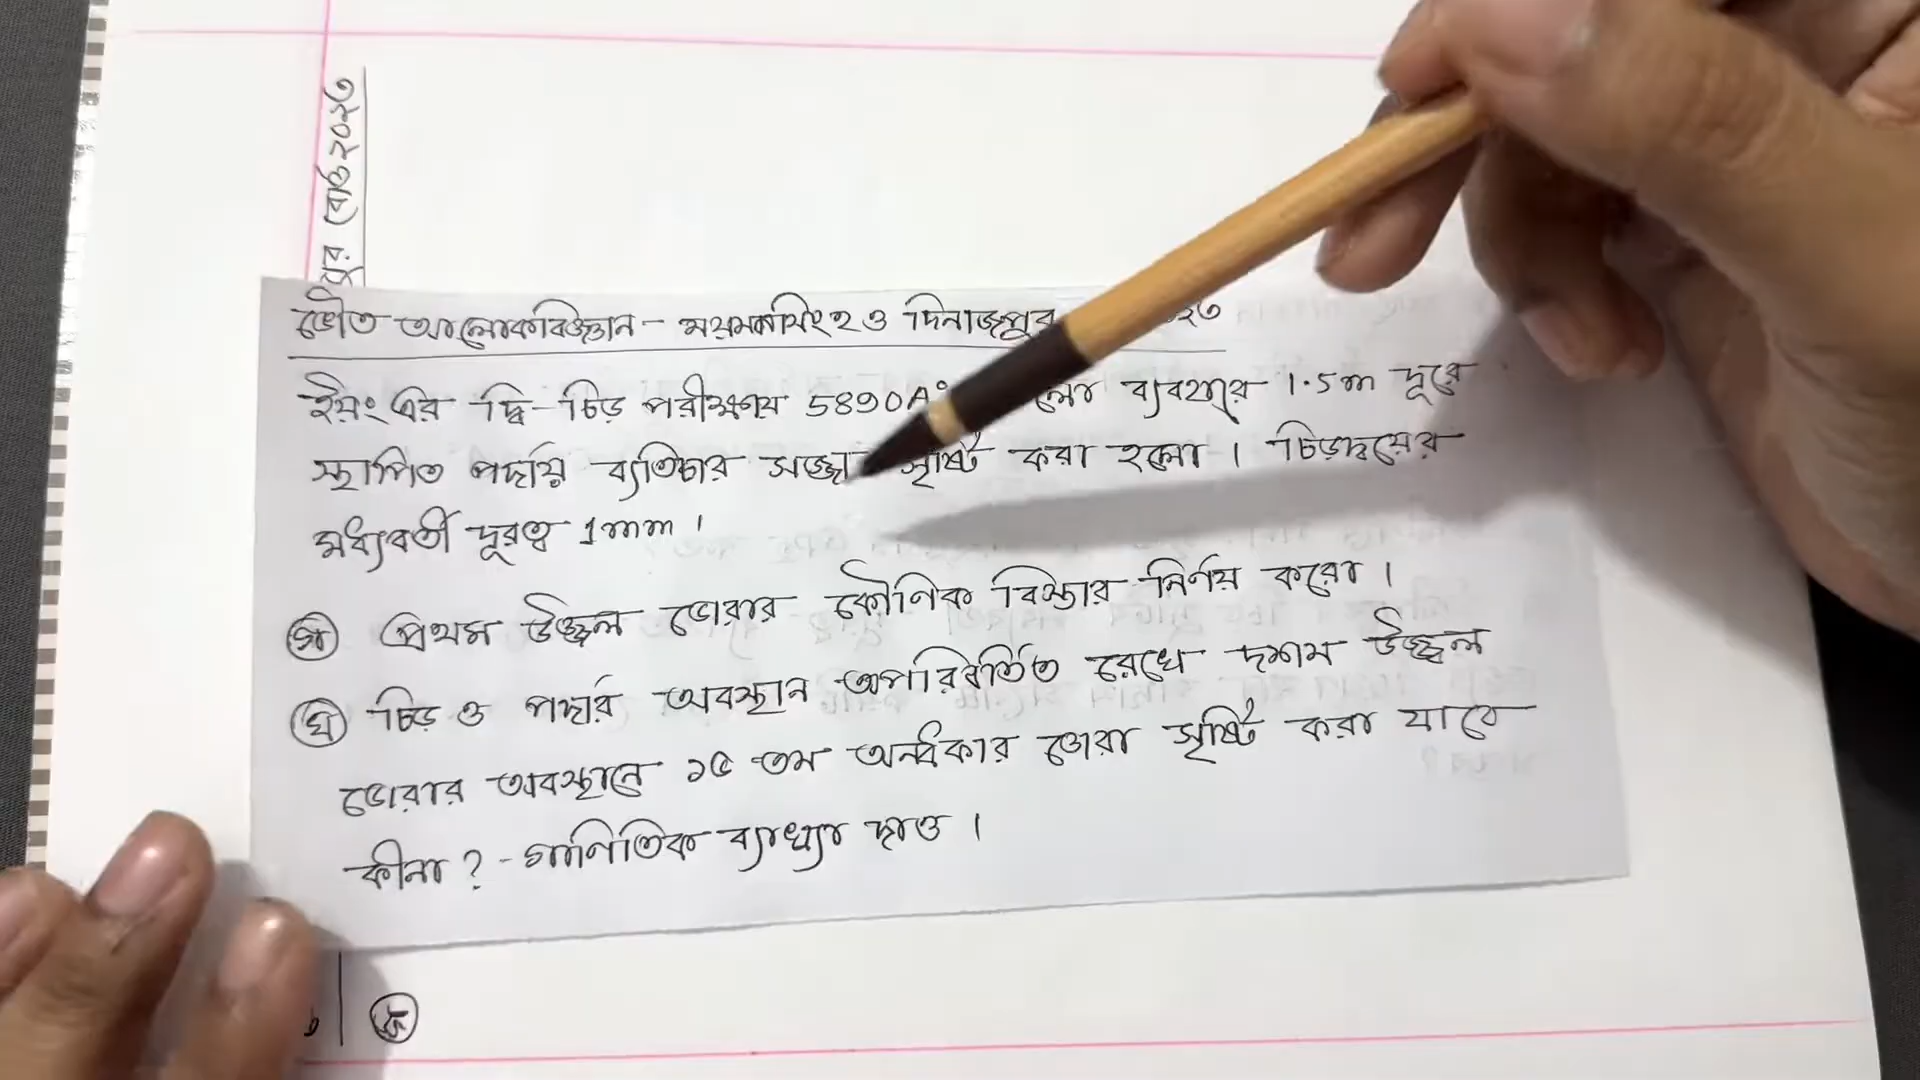 ভৌত আলোকবিজ্ঞান - ময়মনসিংহ ও দিনাজপুর
ইয়ং এর দ্বি-চিড় পরীক্ষায় 5890A° ব্যবহারে 1.5m দূরে
স্থাপিত পর্দায় ব্যতিচার সজ্জা সৃষ্টি করা হলো। চিড়দ্বয়ের
মধ্যবর্তী দূরত্ব 1mm।
গ প্রথম উজ্জ্বল ডোরার কৌণিক বিস্তার নির্ণয় করো।
ঘ চিড় ও পর্দার অবস্থান অপরিবর্তিত রেখে দশম উজ্জ্বল
ডোরার অবস্থানে ১৫ তম অন্ধকার ডোরা সৃষ্টি করা যাবে
কীনা? - গাণিতিক ব্যাখ্যা দাও।
পুর বোর্ড ২০২৩